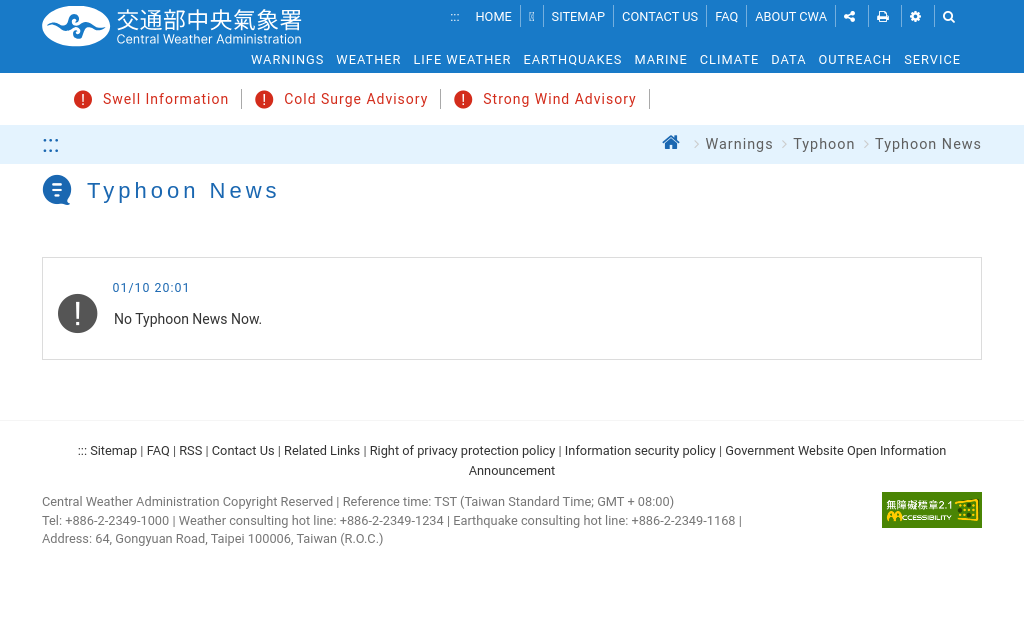 交通部中央氣象署
Central Weather Administration
::: HOME SITEMAP CONTACT US FAQ ABOUT CWA
WARNINGS WEATHER LIFE WEATHER EARTHQUAKES MARINE CLIMATE DATA OUTREACH SERVICE
Swell Information Cold Surge Advisory Strong Wind Advisory
::: Warnings Typhoon Typhoon News
Typhoon News
01/10 20:01
No Typhoon News Now.
::: Sitemap | FAQ | RSS | Contact Us | Related Links | Right of privacy protection policy | Information security policy | Government Website Open Information
Announcement
Central Weather Administration Copyright Reserved | Reference time: TST (Taiwan Standard Time; GMT + 08:00)
Tel: +886-2-2349-1000 | Weather consulting hot line: +886-2-2349-1234 | Earthquake consulting hot line: +886-2-2349-1168 |
Address: 64, Gongyuan Road, Taipei 100006, Taiwan (R.O.C.)
無障礙標章2.1
AACCESSIBILITY